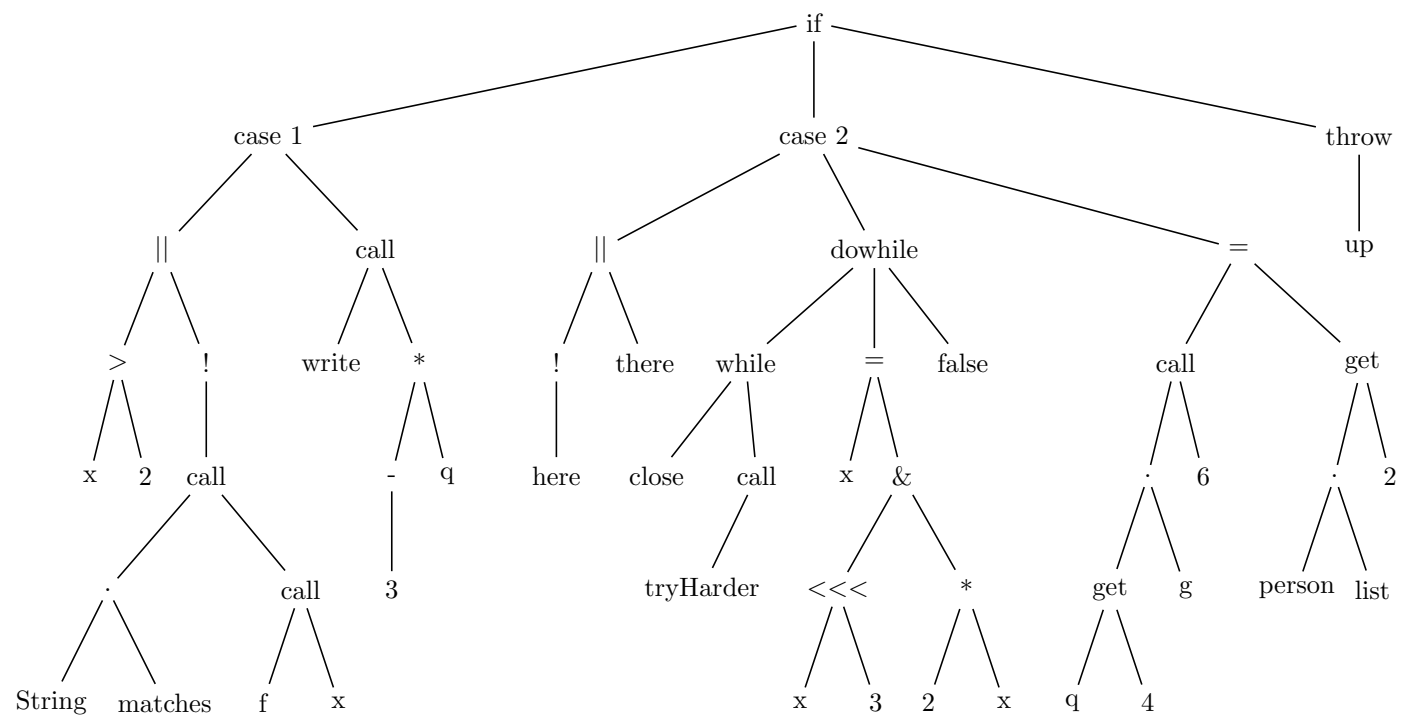 if
case 1 case 2 throw
|| call || dowhile = up
> ! write * ! there while = false call get
x 2 call - q here close call x & . 6 . 2
. call 3 tryHarder <<< * get g person list
String matches f x x 3 2 x q 4